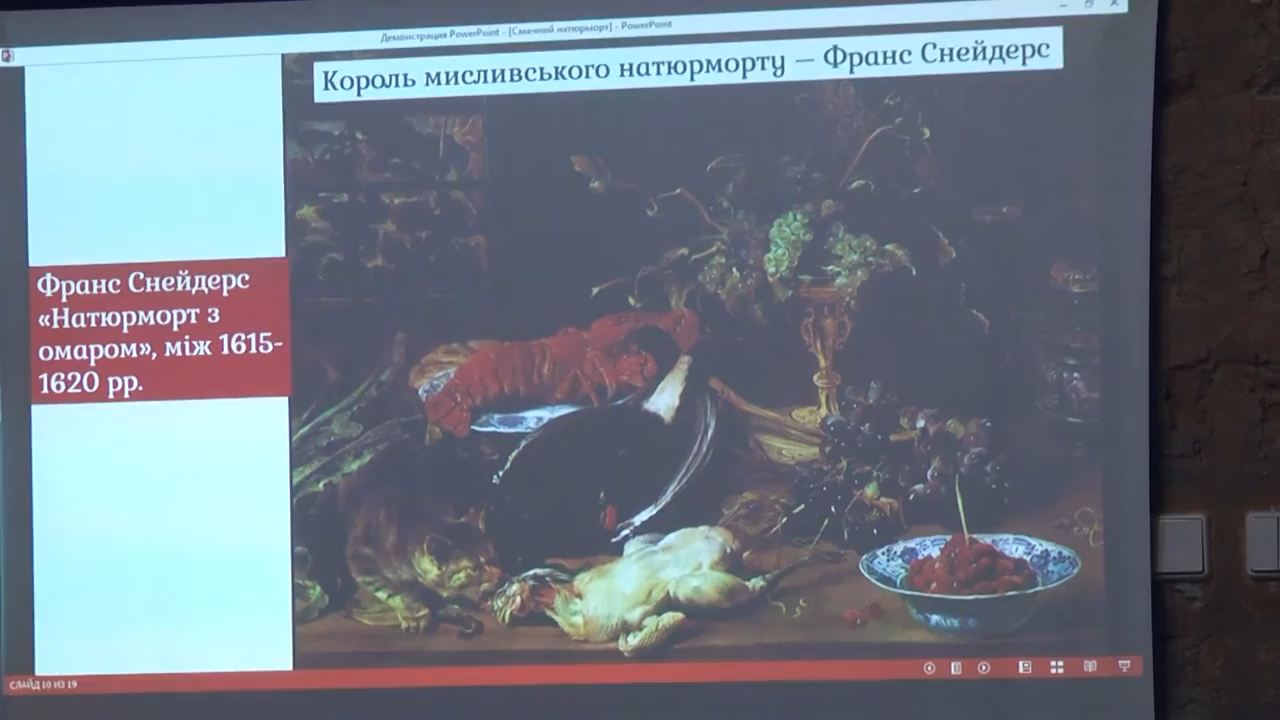 Демонстрация PowerPoint - [Смачний натюрморт] - PowerPoint
Король мисливського натюрморту – Франс Снейдерс
Франс Снейдерс
«Натюрморт з
омаром», між 1615-
1620 рр.
СЛАЙД 10 ИЗ 19